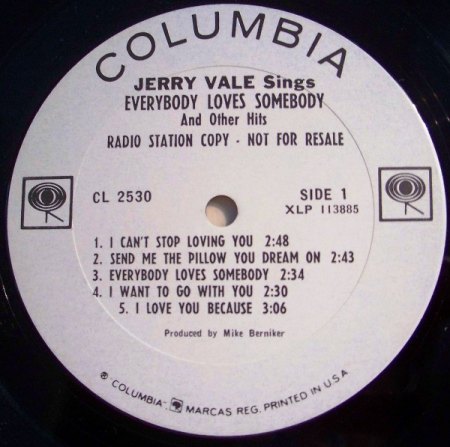 COLUMBIA
JERRY VALE Sings
EVERYBODY LOVES SOMEBODY
And Other Hits
RADIO STATION COPY - NOT FOR RESALE
CL 2530
SIDE 1
XLP 113885
1. I CAN'T STOP LOVING YOU 2:48
2. SEND ME THE PILLOW YOU DREAM ON 2:43
3. EVERYBODY LOVES SOMEBODY 2:34
4. I WANT TO GO WITH YOU 2:30
5. I LOVE YOU BECAUSE 3:06
Produced by Mike Berniker
® "COLUMBIA" MARCAS REG. PRINTED IN U.S.A.